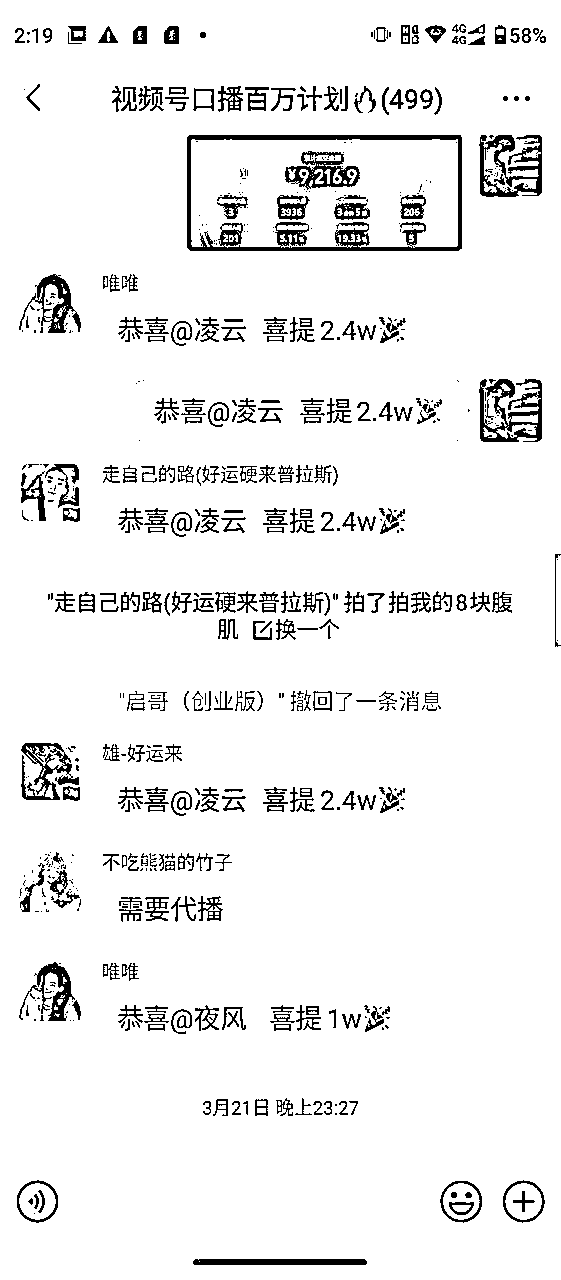 2:19
4G
4G
58%
视频号口播百万计划🔥(499)
¥9,216.9
唯唯
恭喜@凌云 喜提2.4w🎉
恭喜@凌云 喜提2.4w🎉
走自己的路(好运硬来普拉斯)
恭喜@凌云 喜提2.4w🎉
"走自己的路(好运硬来普拉斯)" 拍了拍我的8块腹
肌 换一个
"启哥（创业版）" 撤回了一条消息
雄-好运来
恭喜@凌云 喜提2.4w🎉
不吃熊猫的竹子
需要代播
唯唯
恭喜@夜风 喜提1w🎉
3月21日 晚上23:27